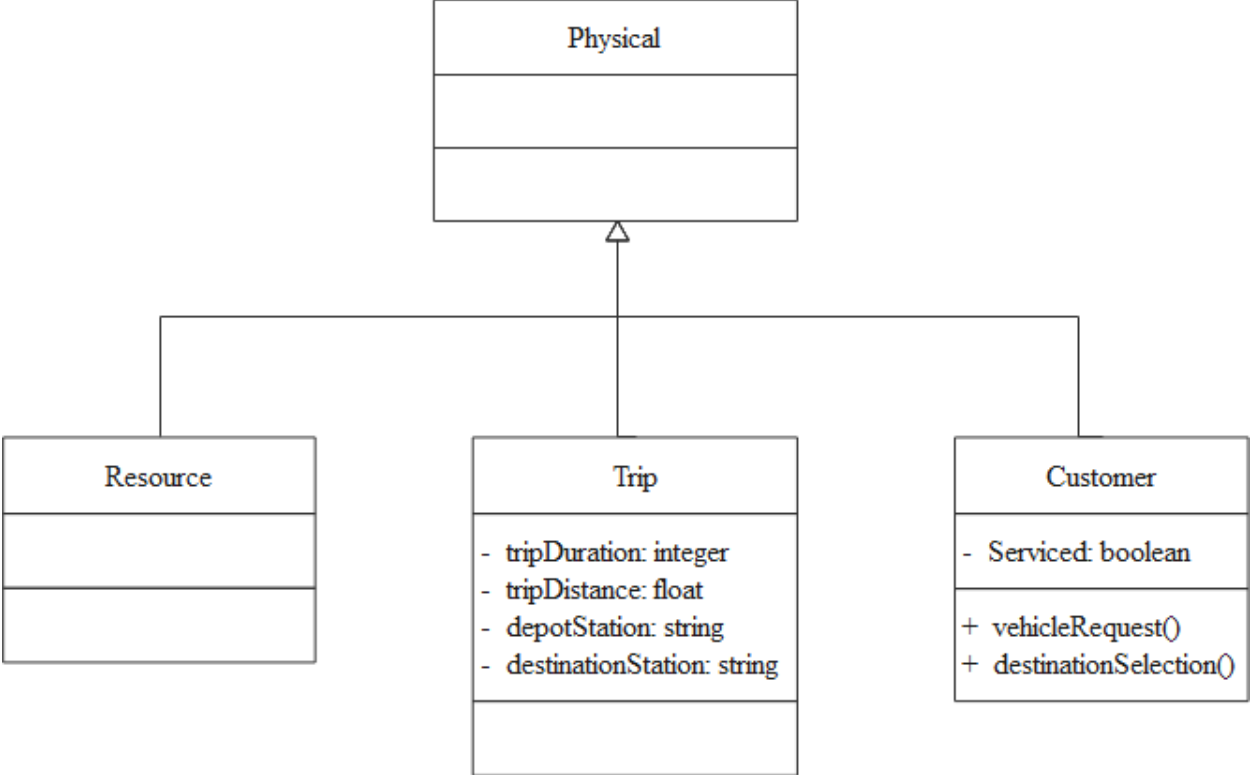 Physical
Resource
Trip
- tripDuration: integer
- tripDistance: float
- depotStation: string
- destinationStation: string
Customer
- Serviced: boolean
+ vehicleRequest()
+ destinationSelection()